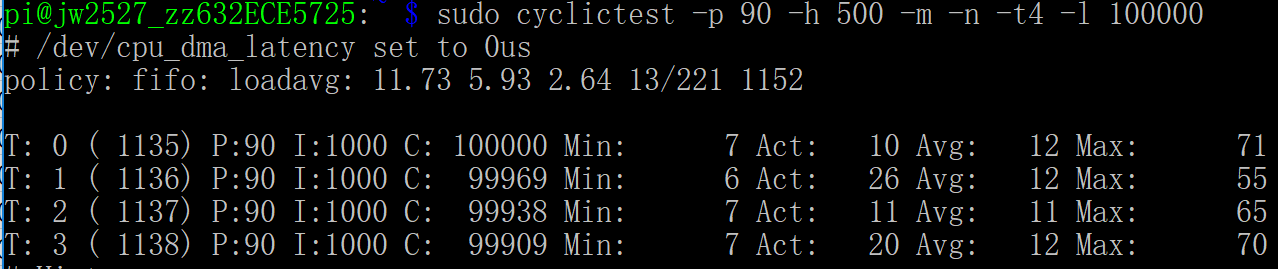 pi@jw2527_zz632ECE5725:~ $ sudo cyclictest -p 90 -h 500 -m -n -t4 -l 100000
# /dev/cpu_dma_latency set to 0us
policy: fifo: loadavg: 11.73 5.93 2.64 13/221 1152
T: 0 ( 1135) P:90 I:1000 C: 100000 Min: 7 Act: 10 Avg: 12 Max: 71
T: 1 ( 1136) P:90 I:1000 C: 99969 Min: 6 Act: 26 Avg: 12 Max: 55
T: 2 ( 1137) P:90 I:1000 C: 99938 Min: 7 Act: 11 Avg: 11 Max: 65
T: 3 ( 1138) P:90 I:1000 C: 99909 Min: 7 Act: 20 Avg: 12 Max: 70